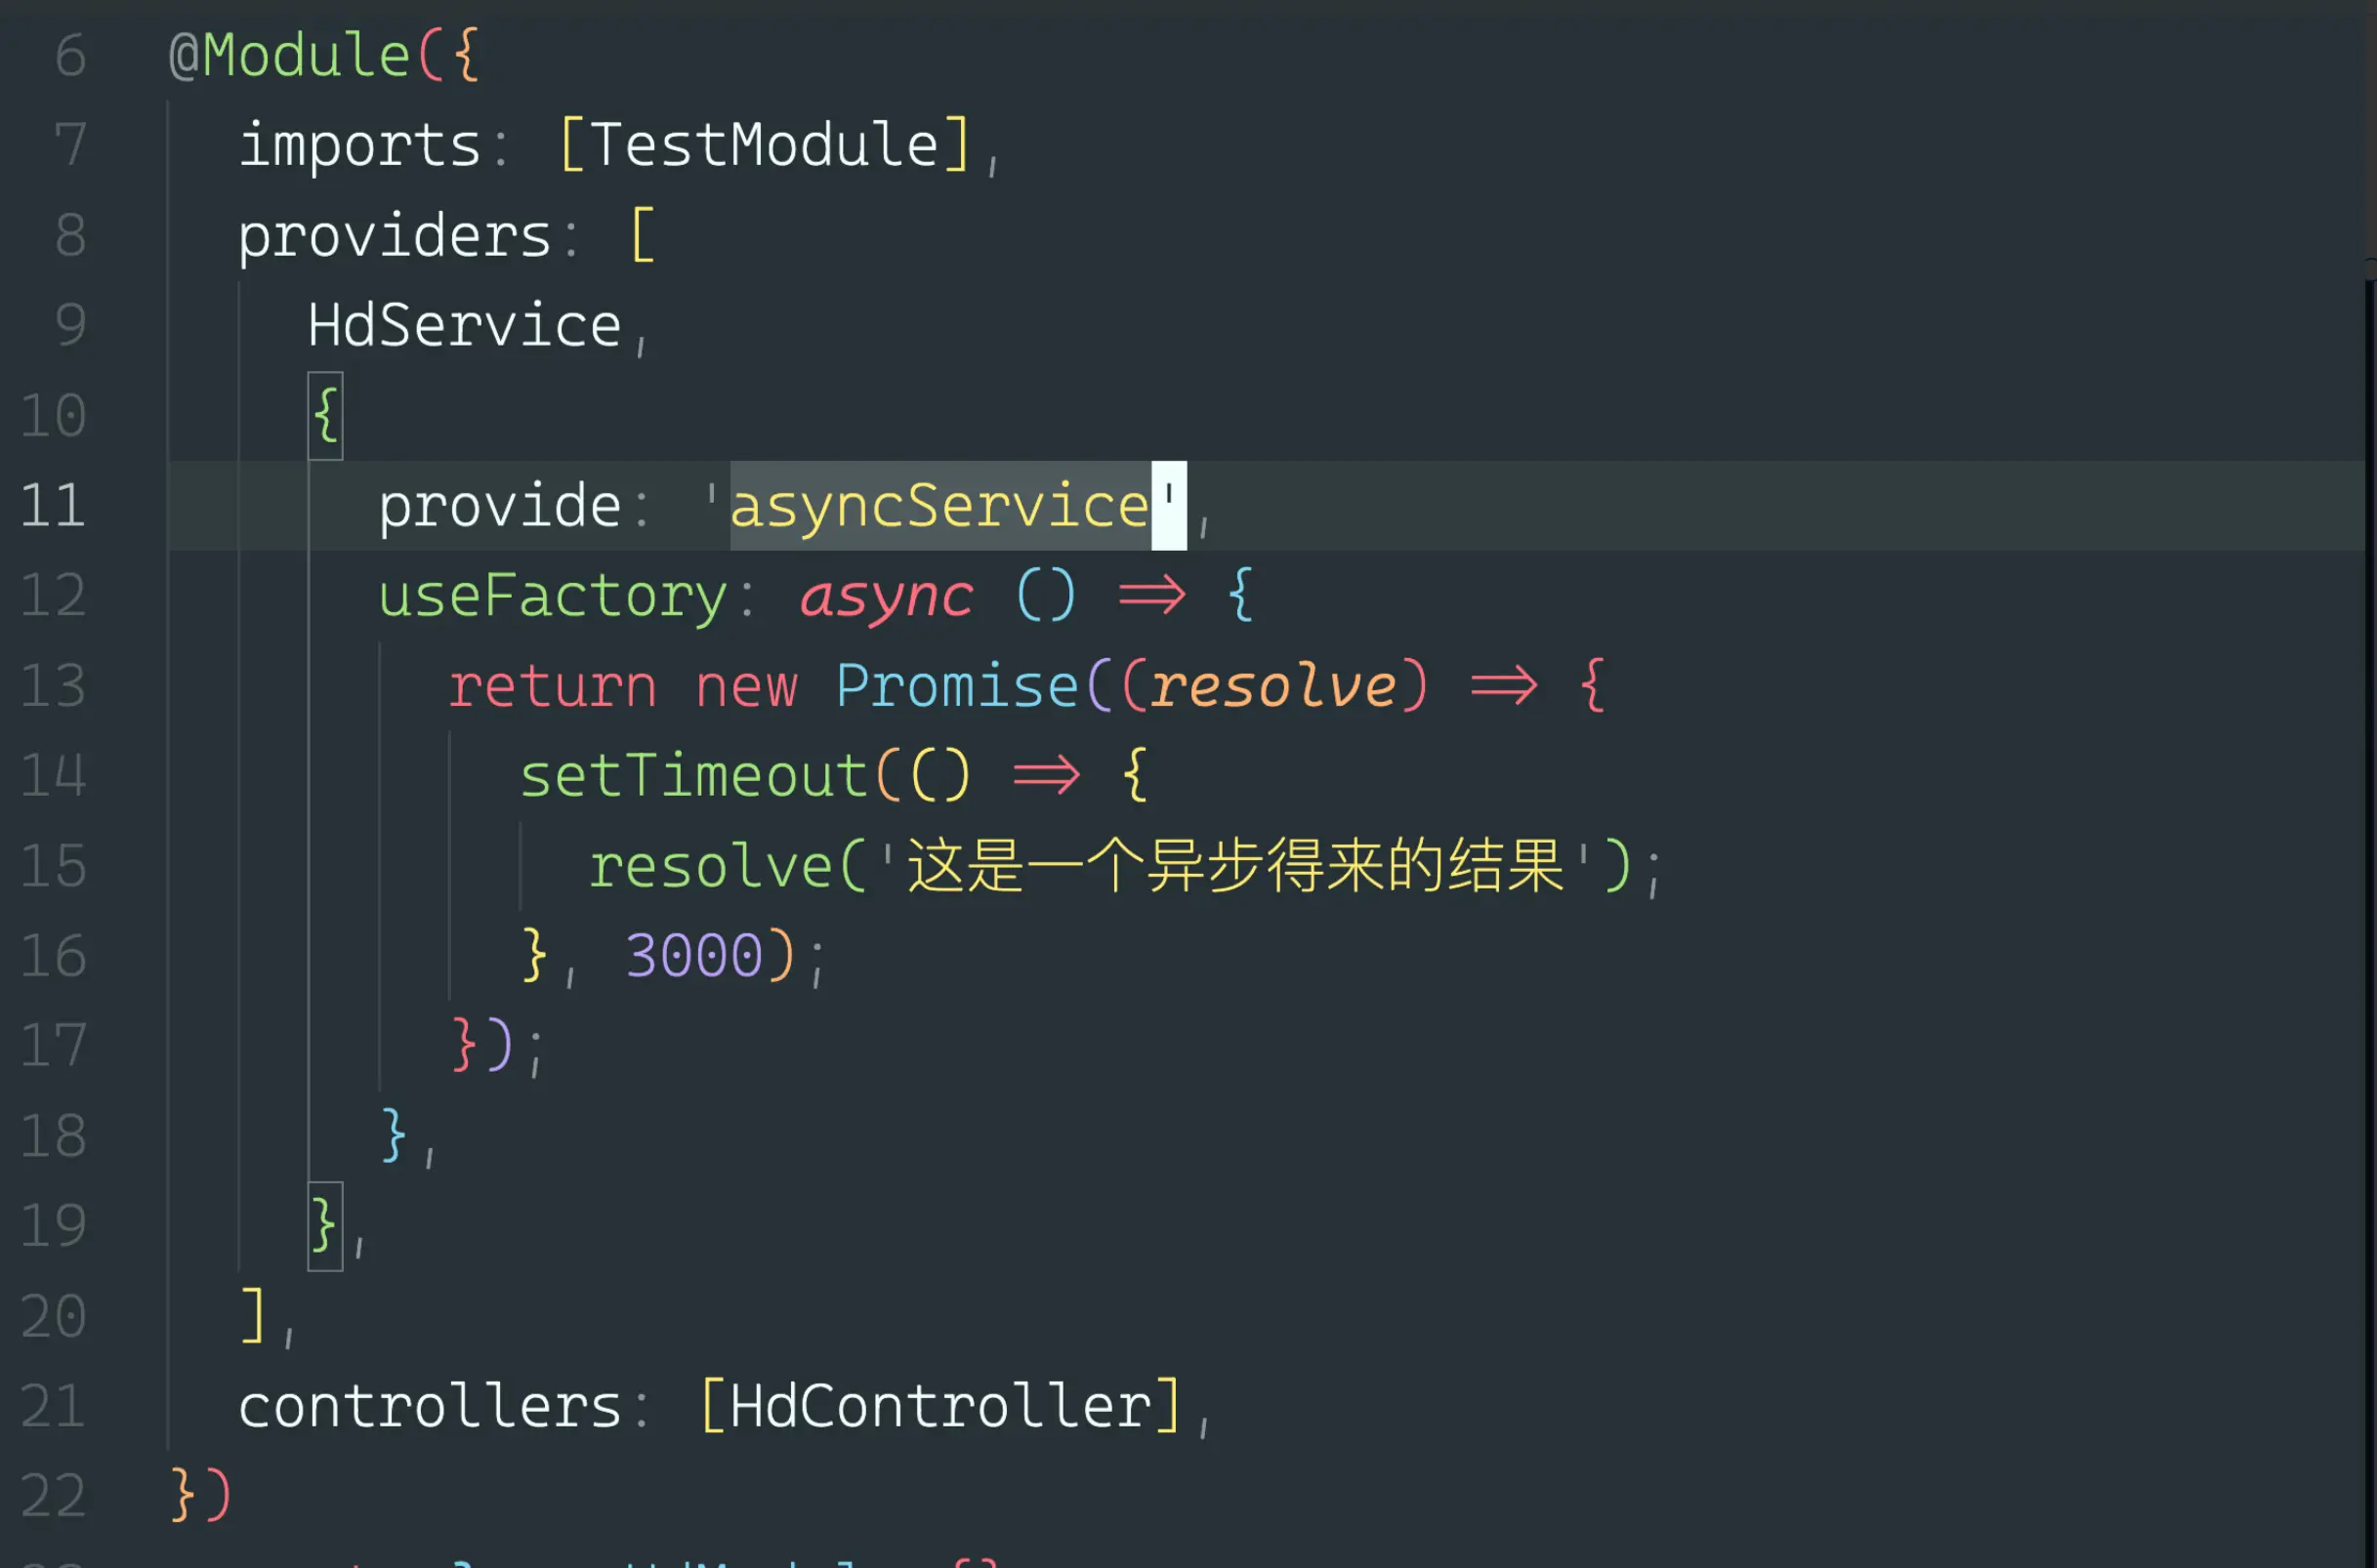 6 @Module({
7 imports: [TestModule],
8 providers: [
9 HdService,
10 {
11 provide: 'asyncService',
12 useFactory: async () => {
13 return new Promise((resolve) => {
14 setTimeout(() => {
15 resolve('这是一个异步得来的结果');
16 }, 3000);
17 });
18 },
19 },
20 ],
21 controllers: [HdController],
22 })